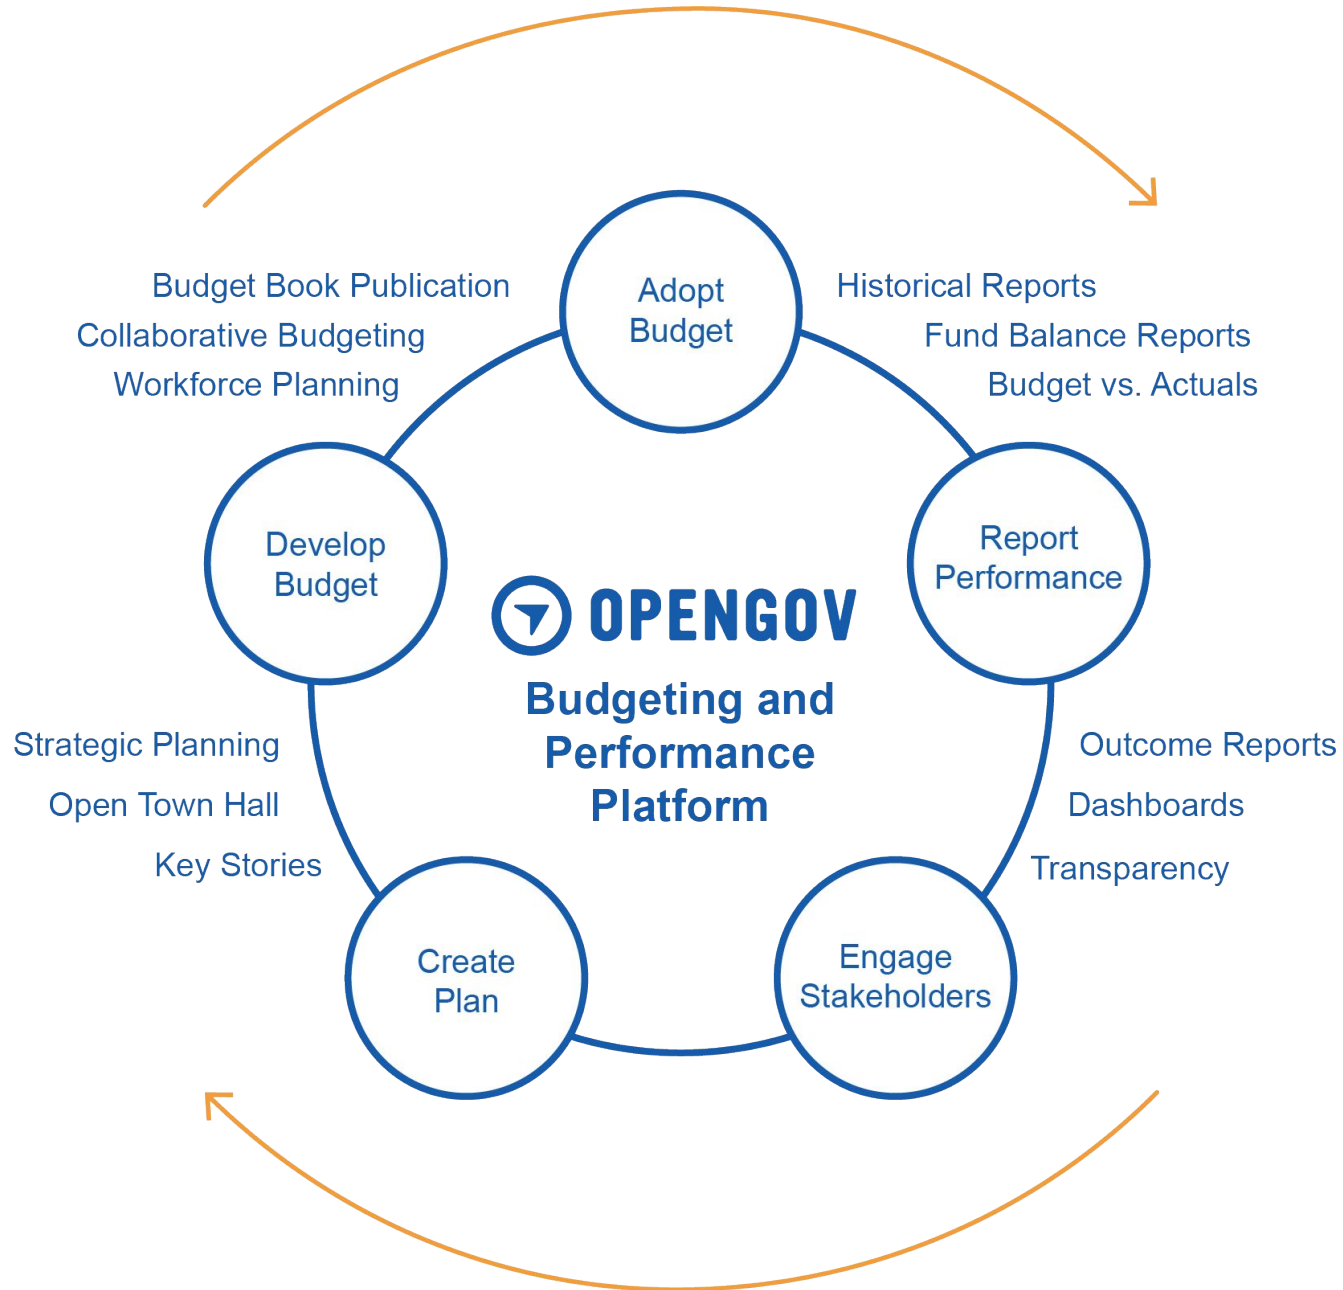 Adopt
Budget
Budget Book Publication
Collaborative Budgeting
Workforce Planning
Historical Reports
Fund Balance Reports
Budget vs. Actuals
Develop
Budget
Report
Performance
OPENGOV
Budgeting and
Performance
Platform
Strategic Planning
Open Town Hall
Key Stories
Outcome Reports
Dashboards
Transparency
Create
Plan
Engage
Stakeholders